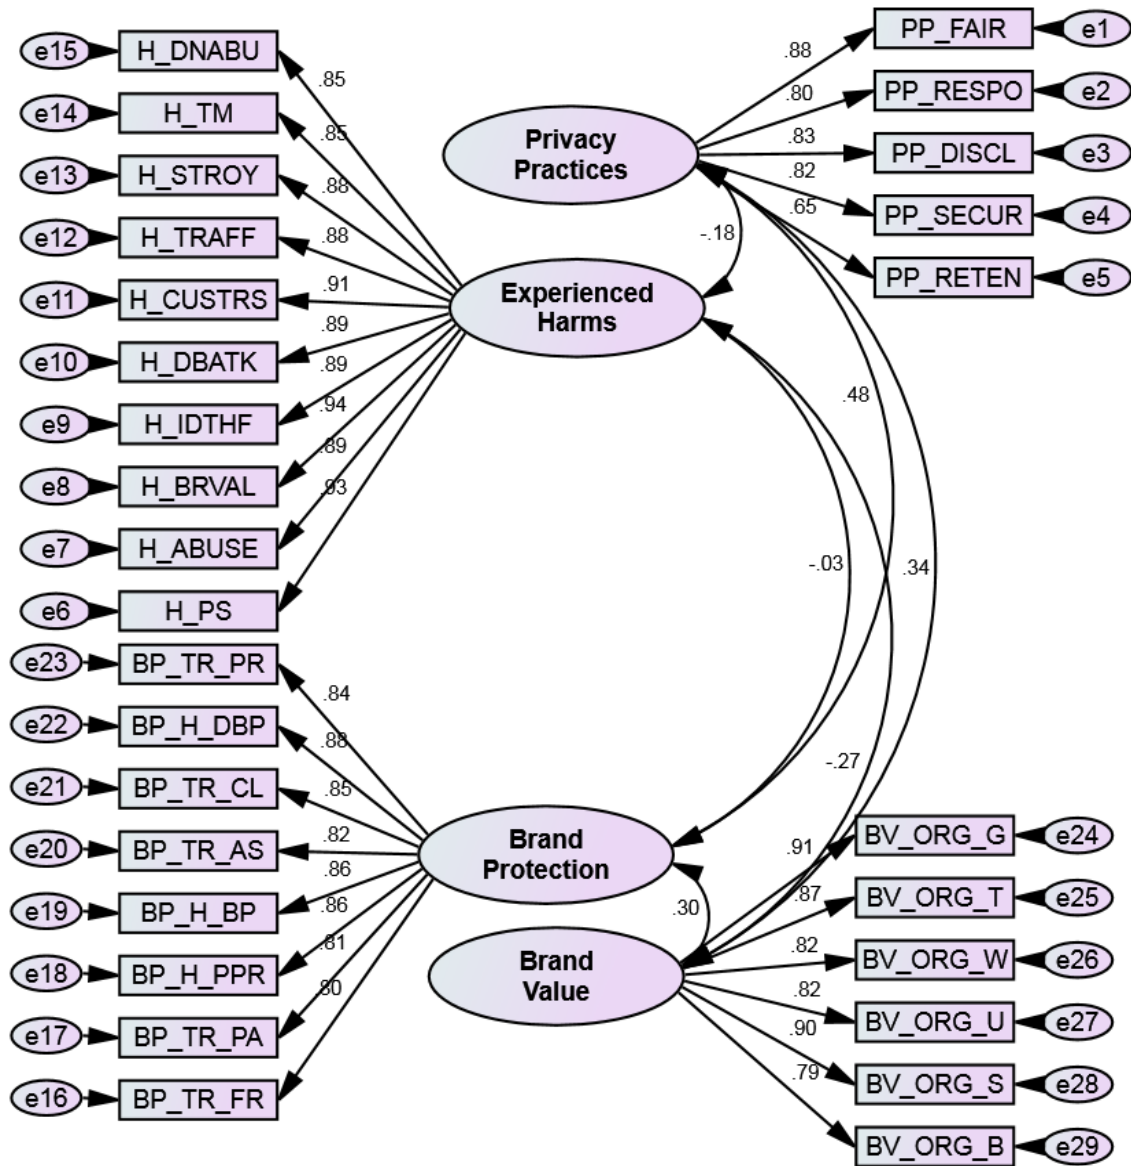 e15 H_DNABU
e14 H_TM
e13 H_STROY
e12 H_TRAFF
e11 H_CUSTRS
e10 H_DBATK
e9 H_IDTHF
e8 H_BRVAL
e7 H_ABUSE
e6 H_PS
.85
.85
.88
.88
.91
.89
.89
.94
.89
.93
Privacy
Practices
Experienced
Harms
.88
.80
.83
.82
.65
PP_FAIR e1
PP_RESPO e2
PP_DISCL e3
PP_SECUR e4
PP_RETEN e5
-.18
.48
-.03
.34
-.27
.30
e23 BP_TR_PR
e22 BP_H_DBP
e21 BP_TR_CL
e20 BP_TR_AS
e19 BP_H_BP
e18 BP_H_PPR
e17 BP_TR_PA
e16 BP_TR_FR
.84
.88
.85
.82
.86
.86
.81
.80
Brand
Protection
Brand
Value
.91
.87
.82
.82
.90
.79
BV_ORG_G e24
BV_ORG_T e25
BV_ORG_W e26
BV_ORG_U e27
BV_ORG_S e28
BV_ORG_B e29